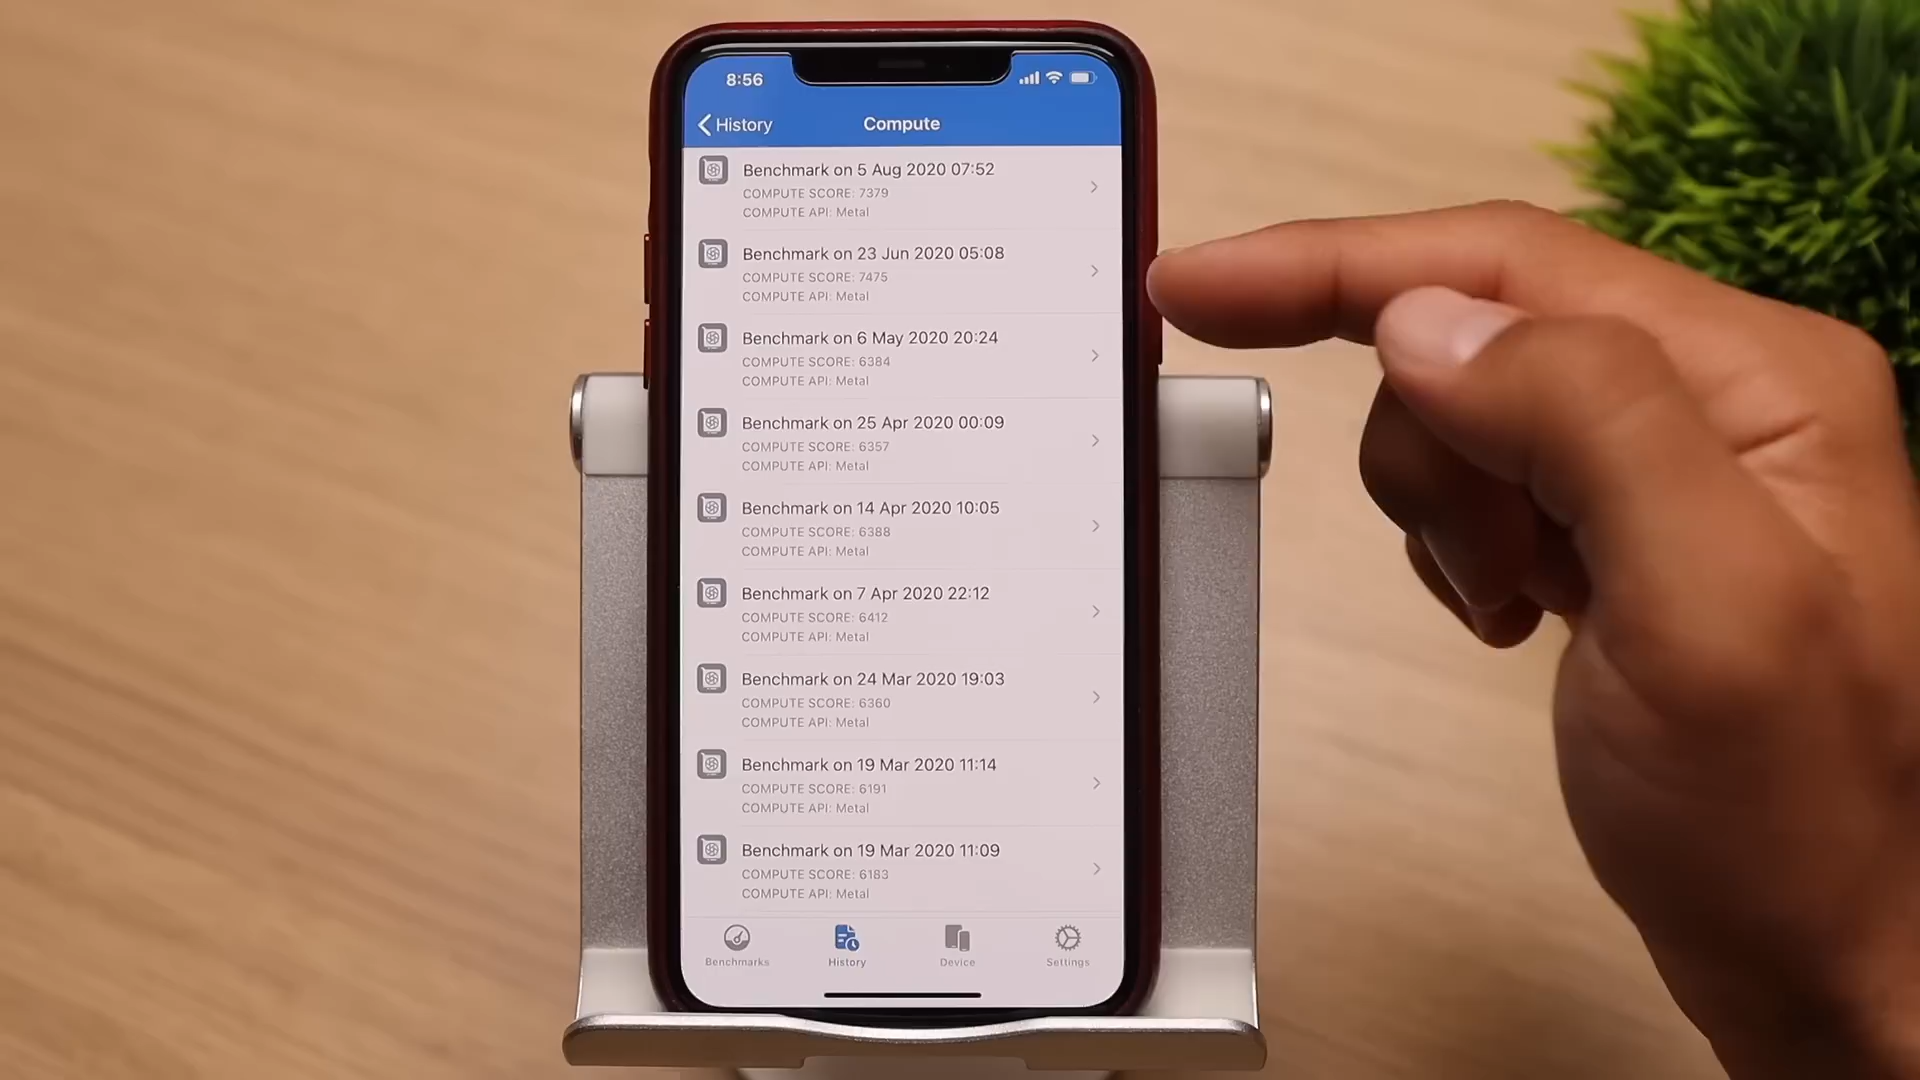 8:56
History
Compute
Benchmark on 5 Aug 2020 07:52
COMPUTE SCORE: 7379
COMPUTE API: Metal
Benchmark on 23 Jun 2020 05:08
COMPUTE SCORE: 7475
COMPUTE API: Metal
Benchmark on 6 May 2020 20:24
COMPUTE SCORE: 6384
COMPUTE API: Metal
Benchmark on 25 Apr 2020 00:09
COMPUTE SCORE: 6357
COMPUTE API: Metal
Benchmark on 14 Apr 2020 10:05
COMPUTE SCORE: 6388
COMPUTE API: Metal
Benchmark on 7 Apr 2020 22:12
COMPUTE SCORE: 6412
COMPUTE API: Metal
Benchmark on 24 Mar 2020 19:03
COMPUTE SCORE: 6360
COMPUTE API: Metal
Benchmark on 19 Mar 2020 11:14
COMPUTE SCORE: 6191
COMPUTE API: Metal
Benchmark on 19 Mar 2020 11:09
COMPUTE SCORE: 6183
COMPUTE API: Metal
Benchmarks
History
Device
Settings